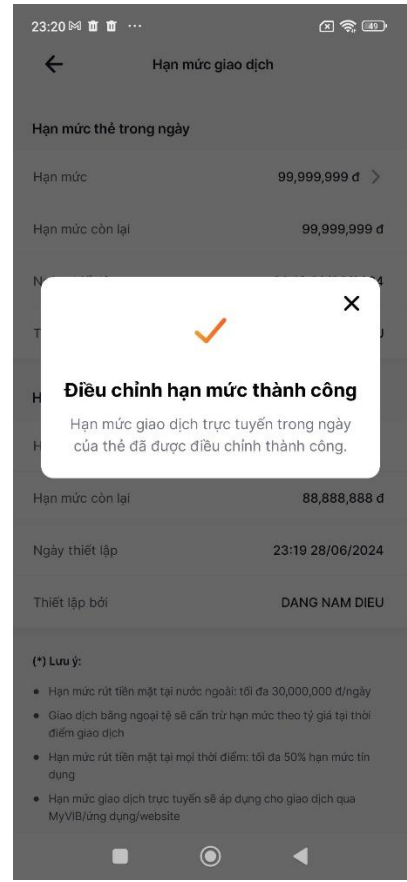 23:20
49
Hạn mức giao dịch
Hạn mức thẻ trong ngày
Hạn mức 99,999,999 đ
Hạn mức còn lại 99,999,999 đ
Điều chỉnh hạn mức thành công
Hạn mức giao dịch trực tuyến trong ngày
của thẻ đã được điều chỉnh thành công.
Hạn mức còn lại 88,888,888 đ
Ngày thiết lập 23:19 28/06/2024
Thiết lập bởi DANG NAM DIEU
(*) Lưu ý:
Hạn mức rút tiền mặt tại nước ngoài: tối đa 30,000,000 đ/ngày
Giao dịch bằng ngoại tệ sẽ cấn trừ hạn mức theo tỷ giá tại thời
điểm giao dịch
Hạn mức rút tiền mặt tại mọi thời điểm: tối đa 50% hạn mức tín
dụng
Hạn mức giao dịch trực tuyến sẽ áp dụng cho giao dịch qua
MyVIB/ứng dụng/website